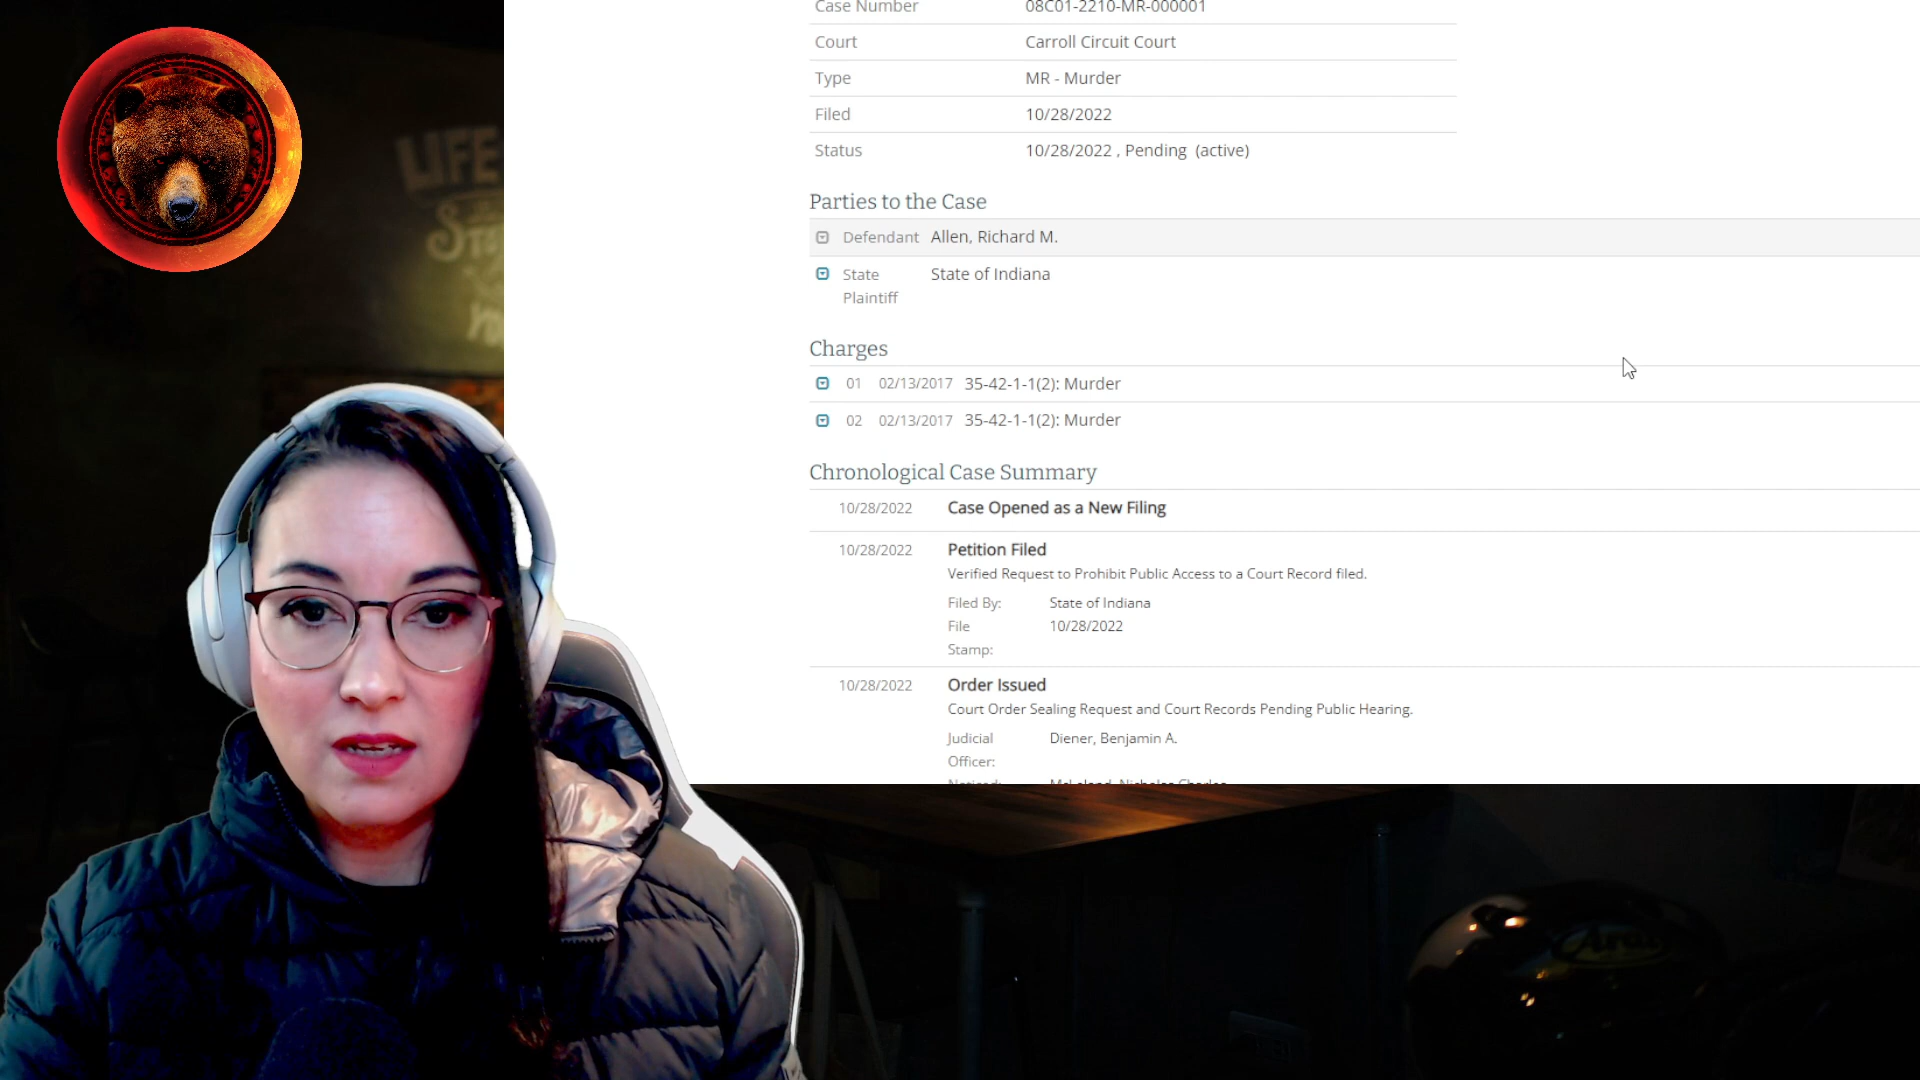 LIFE
Case Number 08C01-2210-MR-000001
Court Carroll Circuit Court
Type MR - Murder
Filed 10/28/2022
Status 10/28/2022 , Pending (active)
Parties to the Case
Defendant Allen, Richard M.
State Plaintiff State of Indiana
Charges
01 02/13/2017 35-42-1-1(2): Murder
02 02/13/2017 35-42-1-1(2): Murder
Chronological Case Summary
10/28/2022 Case Opened as a New Filing
10/28/2022 Petition Filed
Verified Request to Prohibit Public Access to a Court Record filed.
Filed By: State of Indiana
File Stamp: 10/28/2022
10/28/2022 Order Issued
Court Order Sealing Request and Court Records Pending Public Hearing.
Judicial Officer: Diener, Benjamin A.
Arai